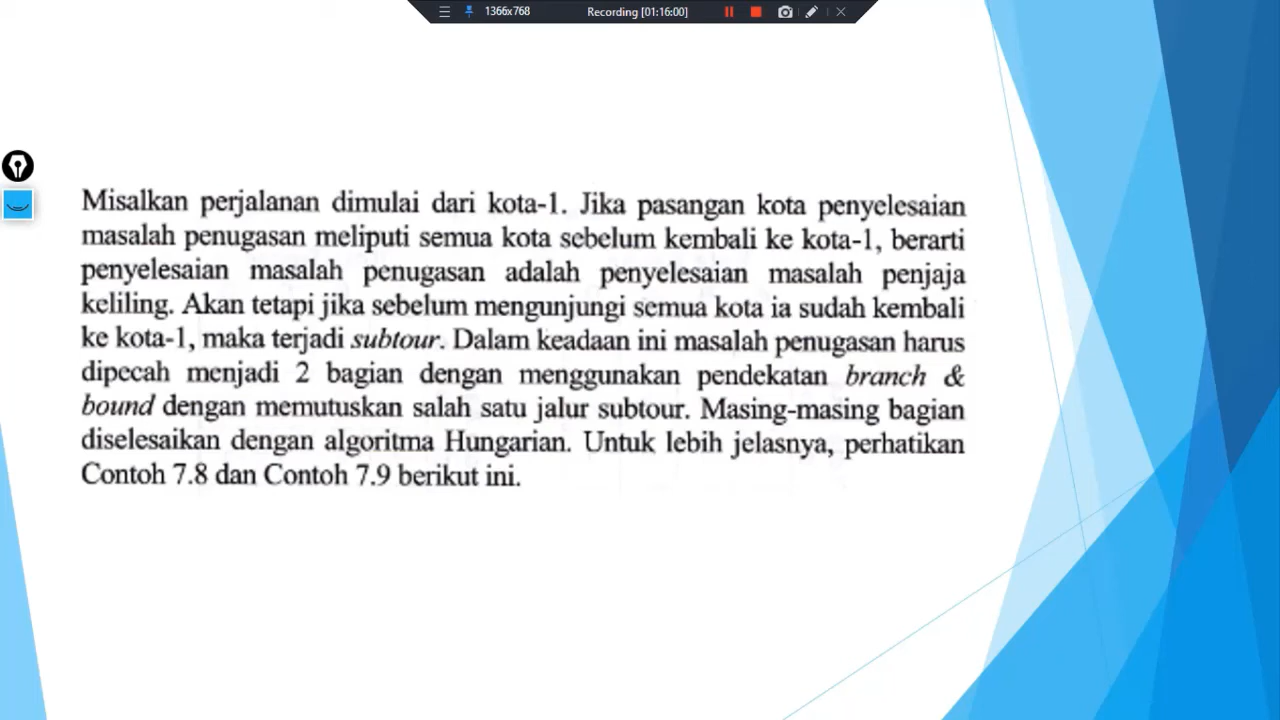 1366x768 Recording [01:16:00]
Misalkan perjalanan dimulai dari kota-1. Jika pasangan kota penyelesaian
masalah penugasan meliputi semua kota sebelum kembali ke kota-1, berarti
penyelesaian masalah penugasan adalah penyelesaian masalah penjaja
keliling. Akan tetapi jika sebelum mengunjungi semua kota ia sudah kembali
ke kota-1, maka terjadi subtour. Dalam keadaan ini masalah penugasan harus
dipecah menjadi 2 bagian dengan menggunakan pendekatan branch &
bound dengan memutuskan salah satu jalur subtour. Masing-masing bagian
diselesaikan dengan algoritma Hungarian. Untuk lebih jelasnya, perhatikan
Contoh 7.8 dan Contoh 7.9 berikut ini.